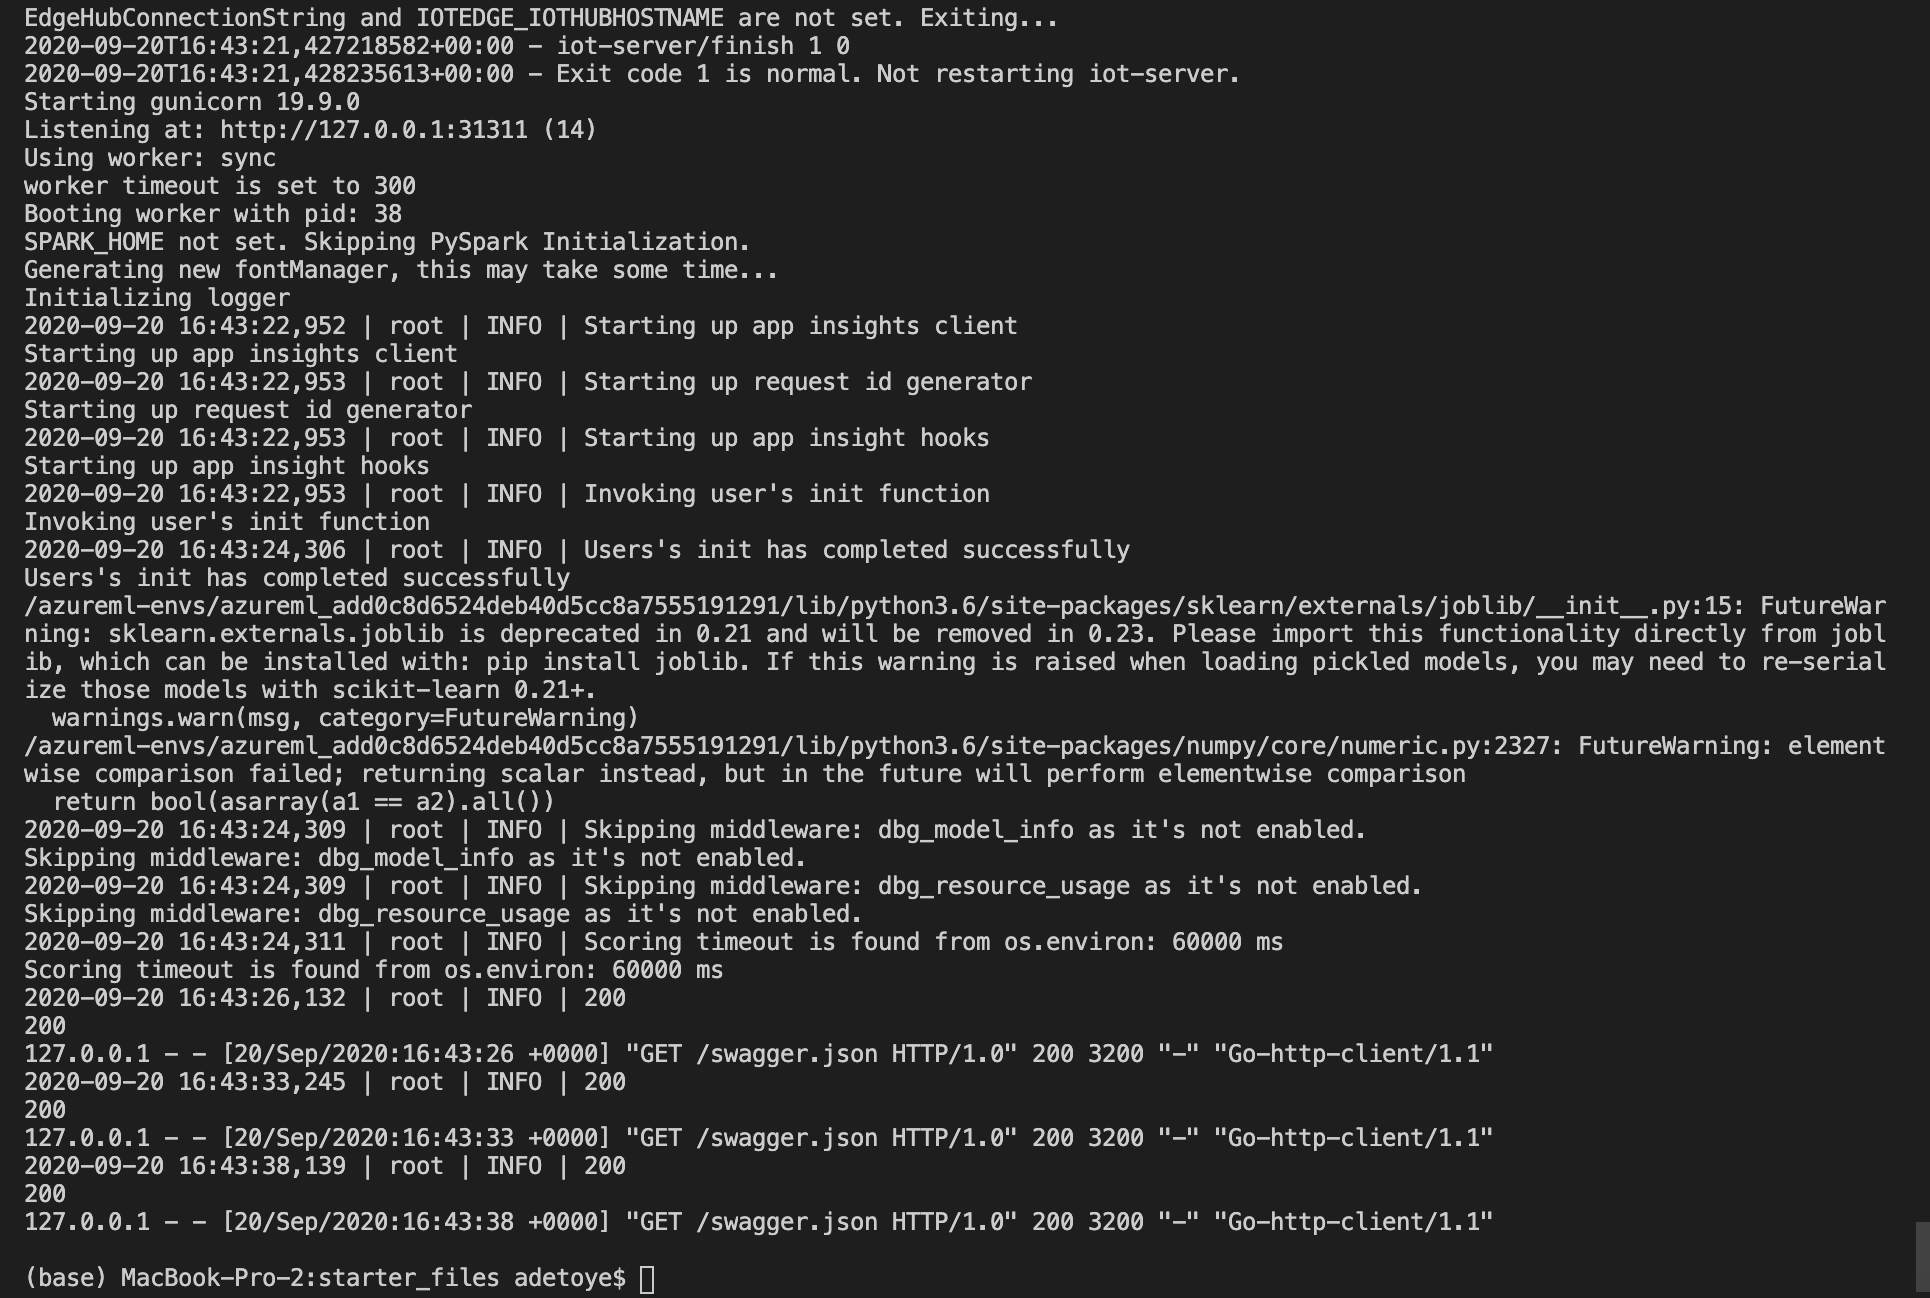 EdgeHubConnectionString and IOTEDGE_IOTHUBHOSTNAME are not set. Exiting...
2020-09-20T16:43:21,427218582+00:00 - iot-server/finish 1 0
2020-09-20T16:43:21,428235613+00:00 - Exit code 1 is normal. Not restarting iot-server.
Starting gunicorn 19.9.0
Listening at: http://127.0.0.1:31311 (14)
Using worker: sync
worker timeout is set to 300
Booting worker with pid: 38
SPARK_HOME not set. Skipping PySpark Initialization.
Generating new fontManager, this may take some time...
Initializing logger
2020-09-20 16:43:22,952 | root | INFO | Starting up app insights client
Starting up app insights client
2020-09-20 16:43:22,953 | root | INFO | Starting up request id generator
Starting up request id generator
2020-09-20 16:43:22,953 | root | INFO | Starting up app insight hooks
Starting up app insight hooks
2020-09-20 16:43:22,953 | root | INFO | Invoking user's init function
Invoking user's init function
2020-09-20 16:43:24,306 | root | INFO | Users's init has completed successfully
Users's init has completed successfully
/azureml-envs/azureml_add0c8d6524deb40d5cc8a7555191291/lib/python3.6/site-packages/sklearn/externals/joblib/__init__.py:15: FutureWar
ning: sklearn.externals.joblib is deprecated in 0.21 and will be removed in 0.23. Please import this functionality directly from jobl
ib, which can be installed with: pip install joblib. If this warning is raised when loading pickled models, you may need to re-serial
ize those models with scikit-learn 0.21+.
  warnings.warn(msg, category=FutureWarning)
/azureml-envs/azureml_add0c8d6524deb40d5cc8a7555191291/lib/python3.6/site-packages/numpy/core/numeric.py:2327: FutureWarning: element
wise comparison failed; returning scalar instead, but in the future will perform elementwise comparison
  return bool(asarray(a1 == a2).all())
2020-09-20 16:43:24,309 | root | INFO | Skipping middleware: dbg_model_info as it's not enabled.
Skipping middleware: dbg_model_info as it's not enabled.
2020-09-20 16:43:24,309 | root | INFO | Skipping middleware: dbg_resource_usage as it's not enabled.
Skipping middleware: dbg_resource_usage as it's not enabled.
2020-09-20 16:43:24,311 | root | INFO | Scoring timeout is found from os.environ: 60000 ms
Scoring timeout is found from os.environ: 60000 ms
2020-09-20 16:43:26,132 | root | INFO | 200
200
127.0.0.1 - - [20/Sep/2020:16:43:26 +0000] "GET /swagger.json HTTP/1.0" 200 3200 "-" "Go-http-client/1.1"
2020-09-20 16:43:33,245 | root | INFO | 200
200
127.0.0.1 - - [20/Sep/2020:16:43:33 +0000] "GET /swagger.json HTTP/1.0" 200 3200 "-" "Go-http-client/1.1"
2020-09-20 16:43:38,139 | root | INFO | 200
200
127.0.0.1 - - [20/Sep/2020:16:43:38 +0000] "GET /swagger.json HTTP/1.0" 200 3200 "-" "Go-http-client/1.1"
(base) MacBook-Pro-2:starter_files adetoye$